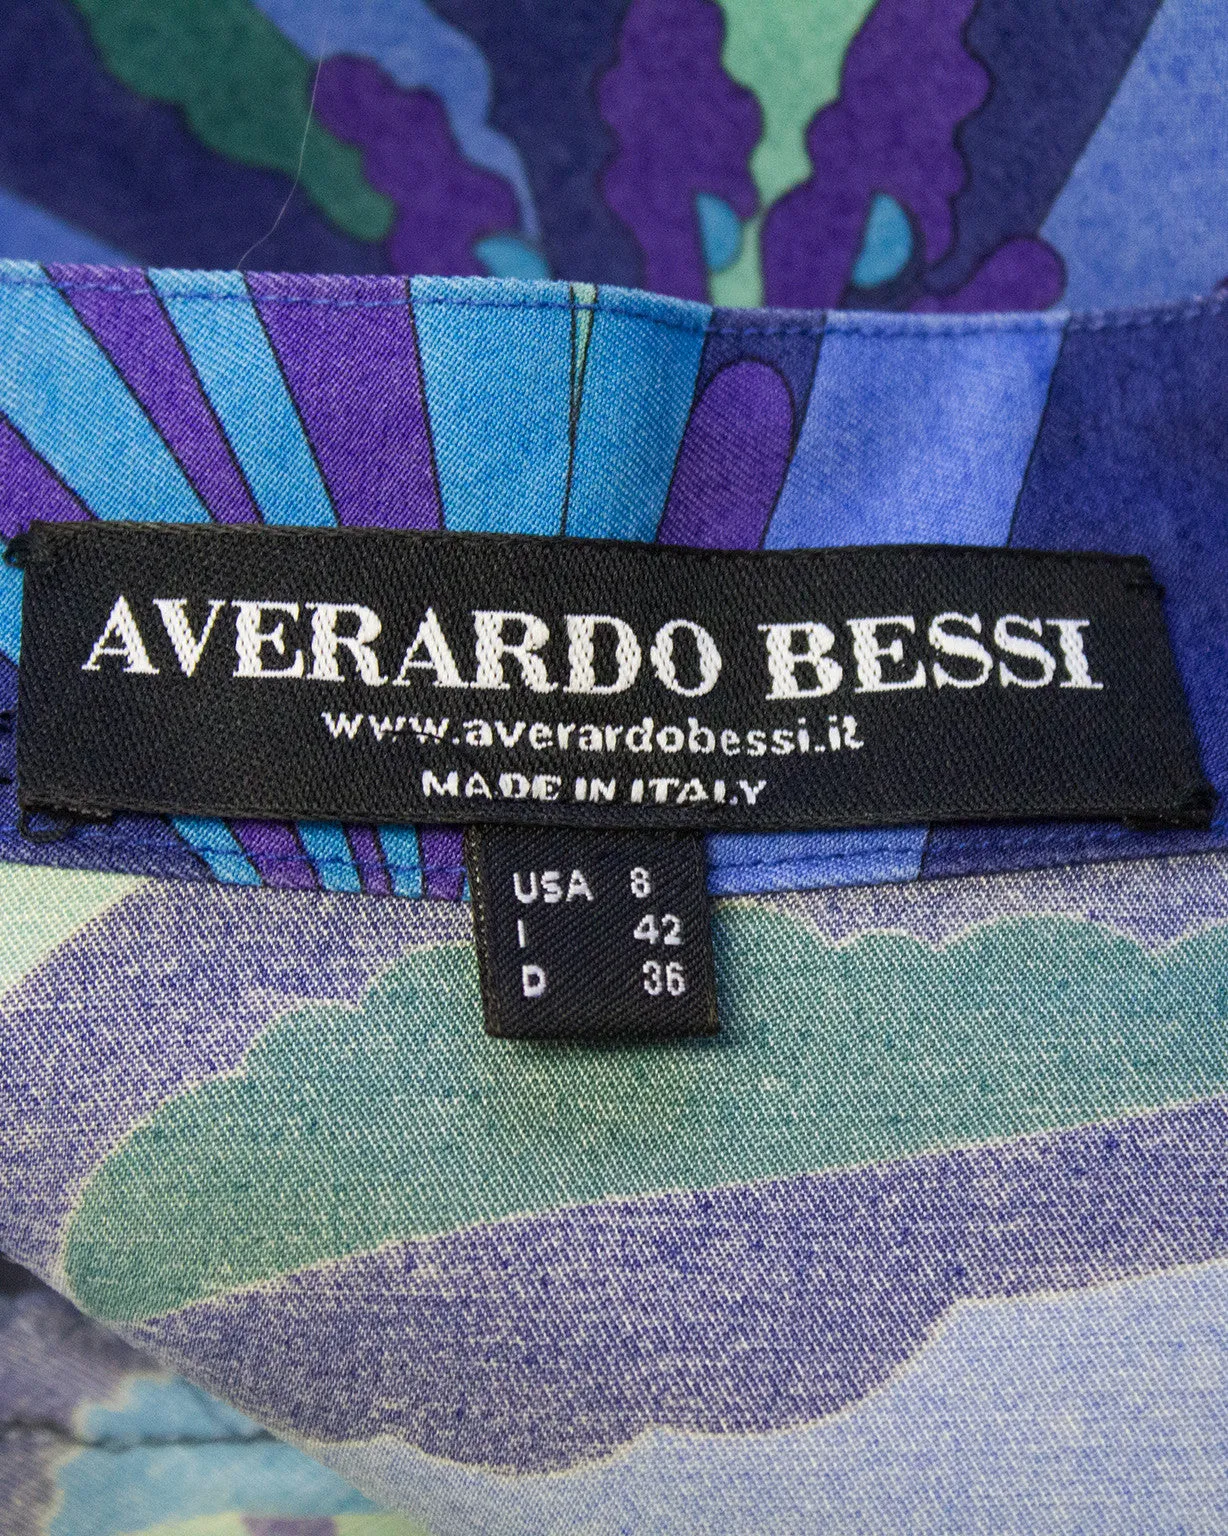 AVERARDO BESSI
www.averardobessi.it
MADE IN ITALY
USA 8
I 42
D 36